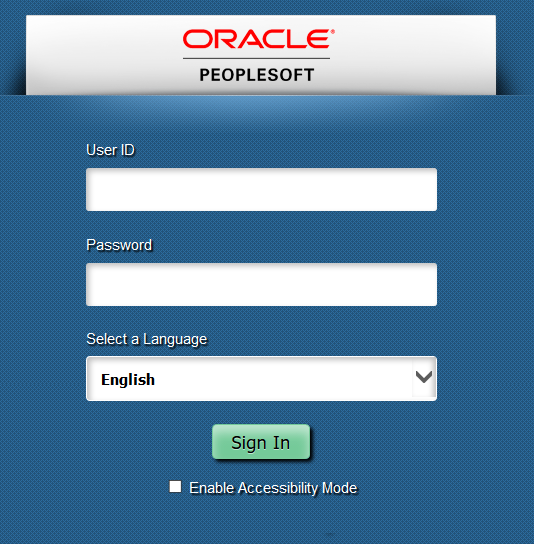 ORACLE®
PEOPLESOFT
User ID
Password
Select a Language
English
Sign In
Enable Accessibility Mode